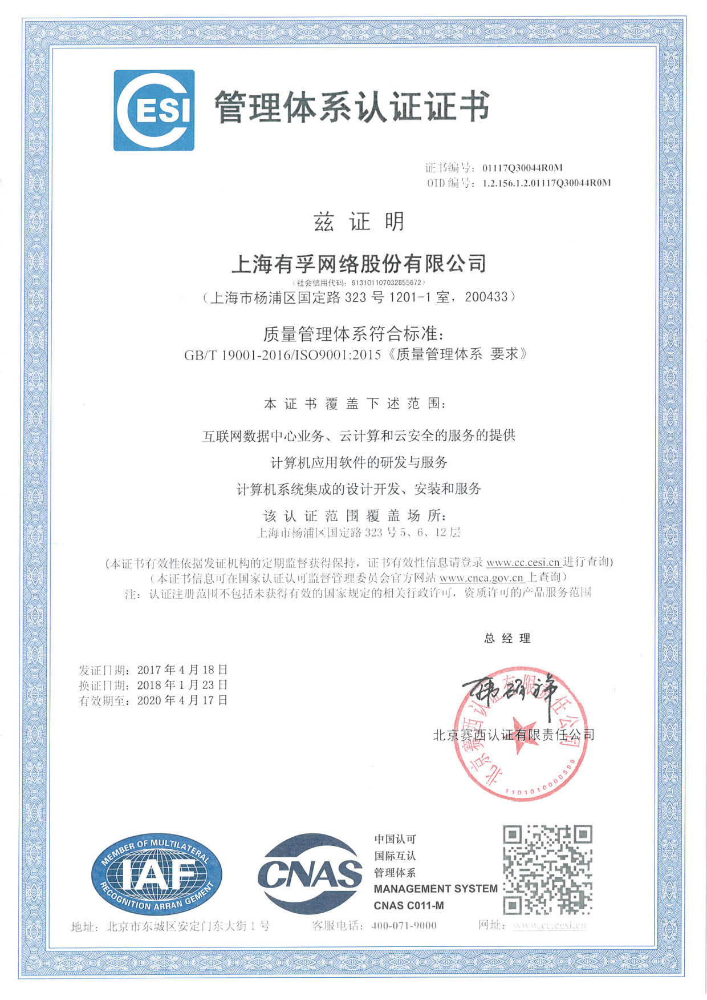 CESI
管理体系认证证书
证书编号：01117Q30044R0M
OID 编号：1.2.156.1.2.01117Q30044R0M
兹证明
上海有孚网络股份有限公司
（社会信用代码：913101107032855672）
（上海市杨浦区国定路 323 号 1201-1 室，200433）
质量管理体系符合标准：
GB/T 19001-2016/ISO9001:2015《质量管理体系 要求》
本证书覆盖下述范围：
互联网数据中心业务、云计算和云安全的服务的提供
计算机应用软件的研发与服务
计算机系统集成的设计开发、安装和服务
该认证范围覆盖场所：
上海市杨浦区国定路 323 号 5、6、12 层
(本证书有效性依据发证机构的定期监督获得保持，证书有效性信息请登录 www.cc.cesi.cn 进行查询)
（本证书信息可在国家认证认可监督管理委员会官方网站 www.cnca.gov.cn 上查询）
注：认证注册范围不包括未获得有效的国家规定的相关行政许可，资质许可的产品服务范围
总经理
发证日期：2017 年 4 月 18 日
换证日期：2018 年 1 月 23 日
有效期至：2020 年 4 月 17 日
北京赛西认证有限责任公司
北京赛西认证有限责任公司
1101010000599
MEMBER OF MULTILATERAL
IAF
RECOGNITION ARRANGEMENT
CNAS
中国认可
国际互认
管理体系
MANAGEMENT SYSTEM
CNAS C011-M
地址：北京市东城区安定门东大街 1 号
客服电话：400-071-9000
网址：www.cc.cesi.cn